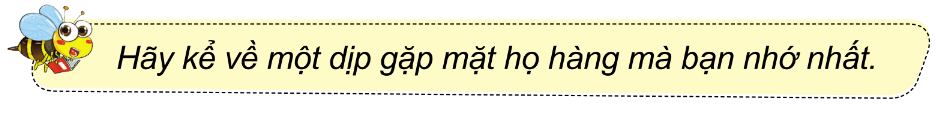 Hãy kể về một dịp gặp mặt họ hàng mà bạn nhớ nhất.